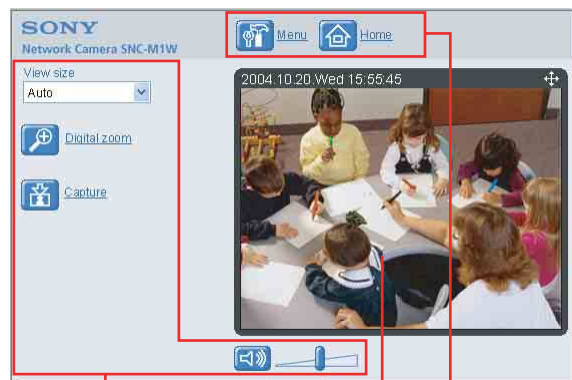 SONY
Network Camera SNC-M1W
Menu
Home
View size
Auto
Digital zoom
Capture
2004.10.20.Wed 15:55:45